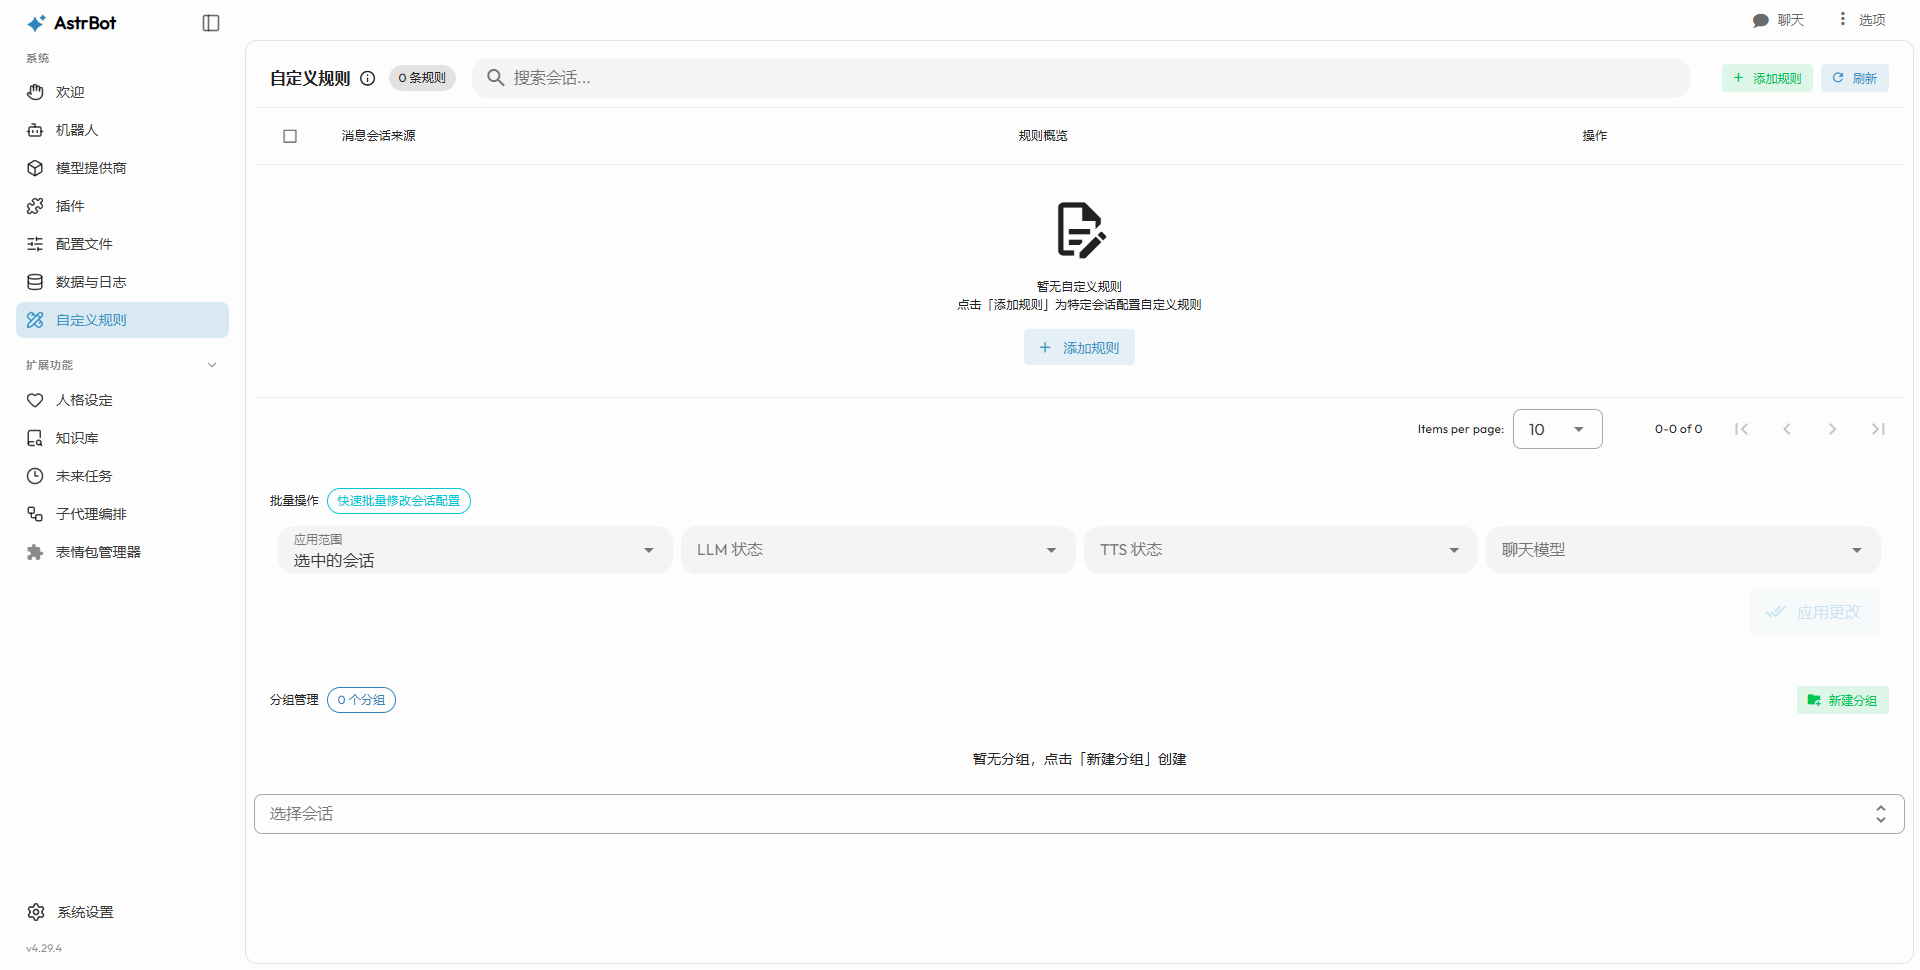 AstrBot
聊天
选项
系统
欢迎
机器人
模型提供商
插件
配置文件
数据与日志
自定义规则
扩展功能
人格设定
知识库
未来任务
子代理编排
表情包管理器
系统设置
v4.29.4
自定义规则
0 条规则
搜索会话...
添加规则
刷新
消息会话来源
规则概览
操作
暂无自定义规则
点击「添加规则」为特定会话配置自定义规则
添加规则
Items per page:
10
0-0 of 0
批量操作
快速批量修改会话配置
应用范围
选中的会话
LLM 状态
TTS 状态
聊天模型
应用更改
分组管理
0 个分组
新建分组
暂无分组，点击「新建分组」创建
选择会话